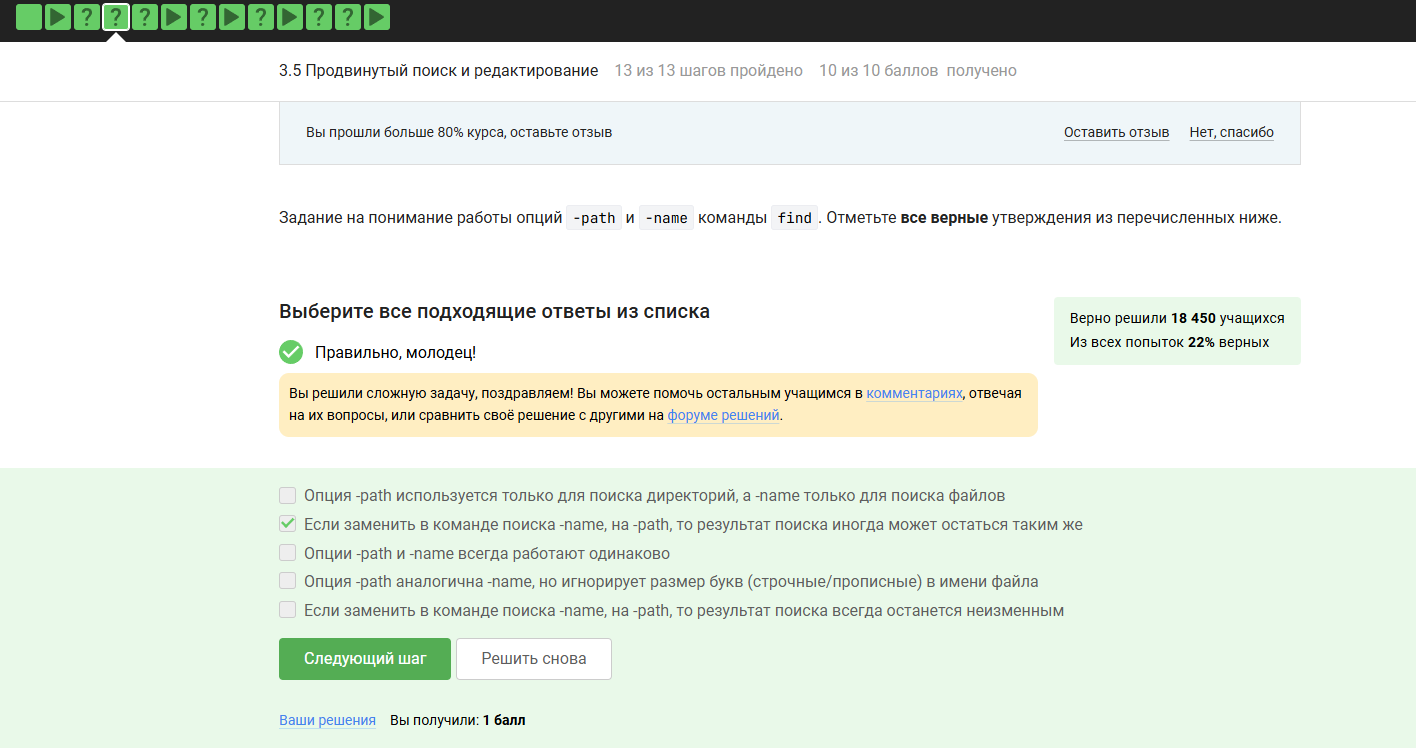 ? ? ? ? ? ? ?
3.5 Продвинутый поиск и редактирование 13 из 13 шагов пройдено 10 из 10 баллов получено
Вы прошли больше 80% курса, оставьте отзыв Оставить отзыв Нет, спасибо
Задание на понимание работы опций -path и -name команды find. Отметьте все верные утверждения из перечисленных ниже.
Выберите все подходящие ответы из списка
Верно решили 18 450 учащихся
Из всех попыток 22% верных
Правильно, молодец!
Вы решили сложную задачу, поздравляем! Вы можете помочь остальным учащимся в комментариях, отвечая
на их вопросы, или сравнить своё решение с другими на форуме решений.
Опция -path используется только для поиска директорий, а -name только для поиска файлов
Если заменить в команде поиска -name, на -path, то результат поиска иногда может остаться таким же
Опции -path и -name всегда работают одинаково
Опция -path аналогична -name, но игнорирует размер букв (строчные/прописные) в имени файла
Если заменить в команде поиска -name, на -path, то результат поиска всегда останется неизменным
Следующий шаг Решить снова
Ваши решения Вы получили: 1 балл